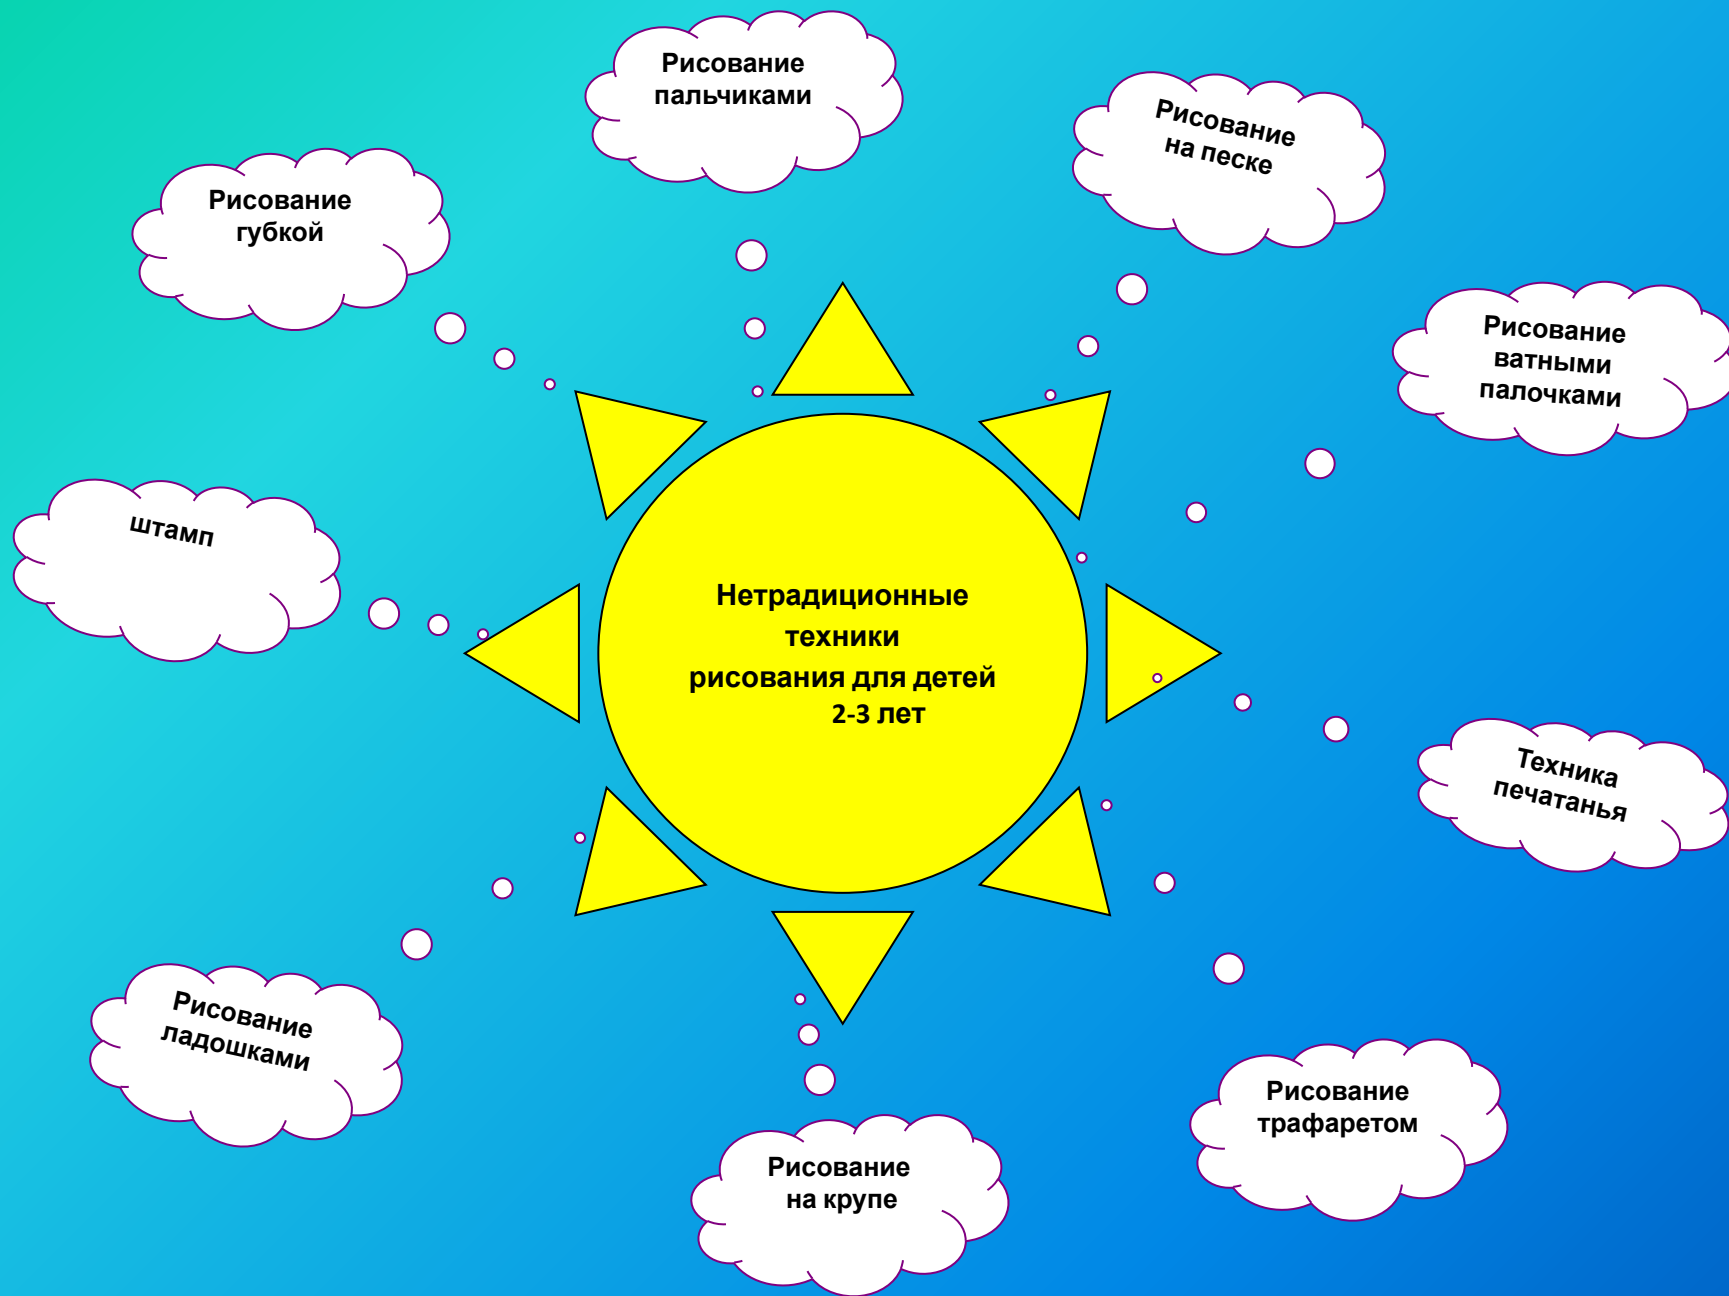 Рисование
пальчиками
Рисование
на песке
Рисование
губкой
Рисование
ватными
палочками
штамп
Нетрадиционные
техники
рисования для детей
2-3 лет
Техника
печатанья
Рисование
ладошками
Рисование
трафаретом
Рисование
на крупе